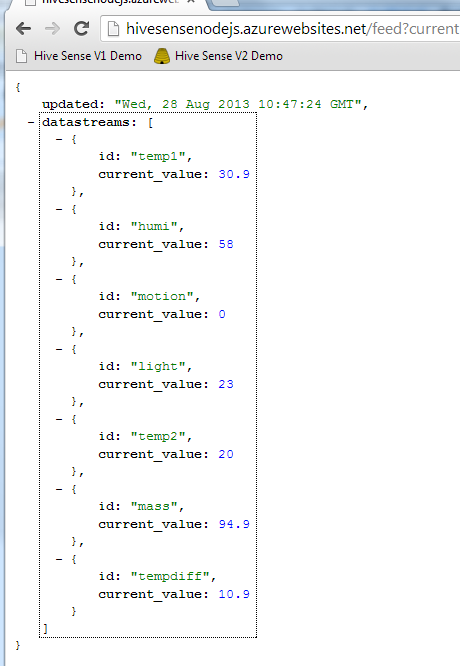 hivesensenodejs.azurewebs
hivesensenodejs.azurewebsites.net/feed?current
Hive Sense V1 Demo Hive Sense V2 Demo
{
updated: "Wed, 28 Aug 2013 10:47:24 GMT",
- datastreams: [
- {
id: "temp1",
current_value: 30.9
},
- {
id: "humi",
current_value: 58
},
- {
id: "motion",
current_value: 0
},
- {
id: "light",
current_value: 23
},
- {
id: "temp2",
current_value: 20
},
- {
id: "mass",
current_value: 94.9
},
- {
id: "tempdiff",
current_value: 10.9
}
]
}